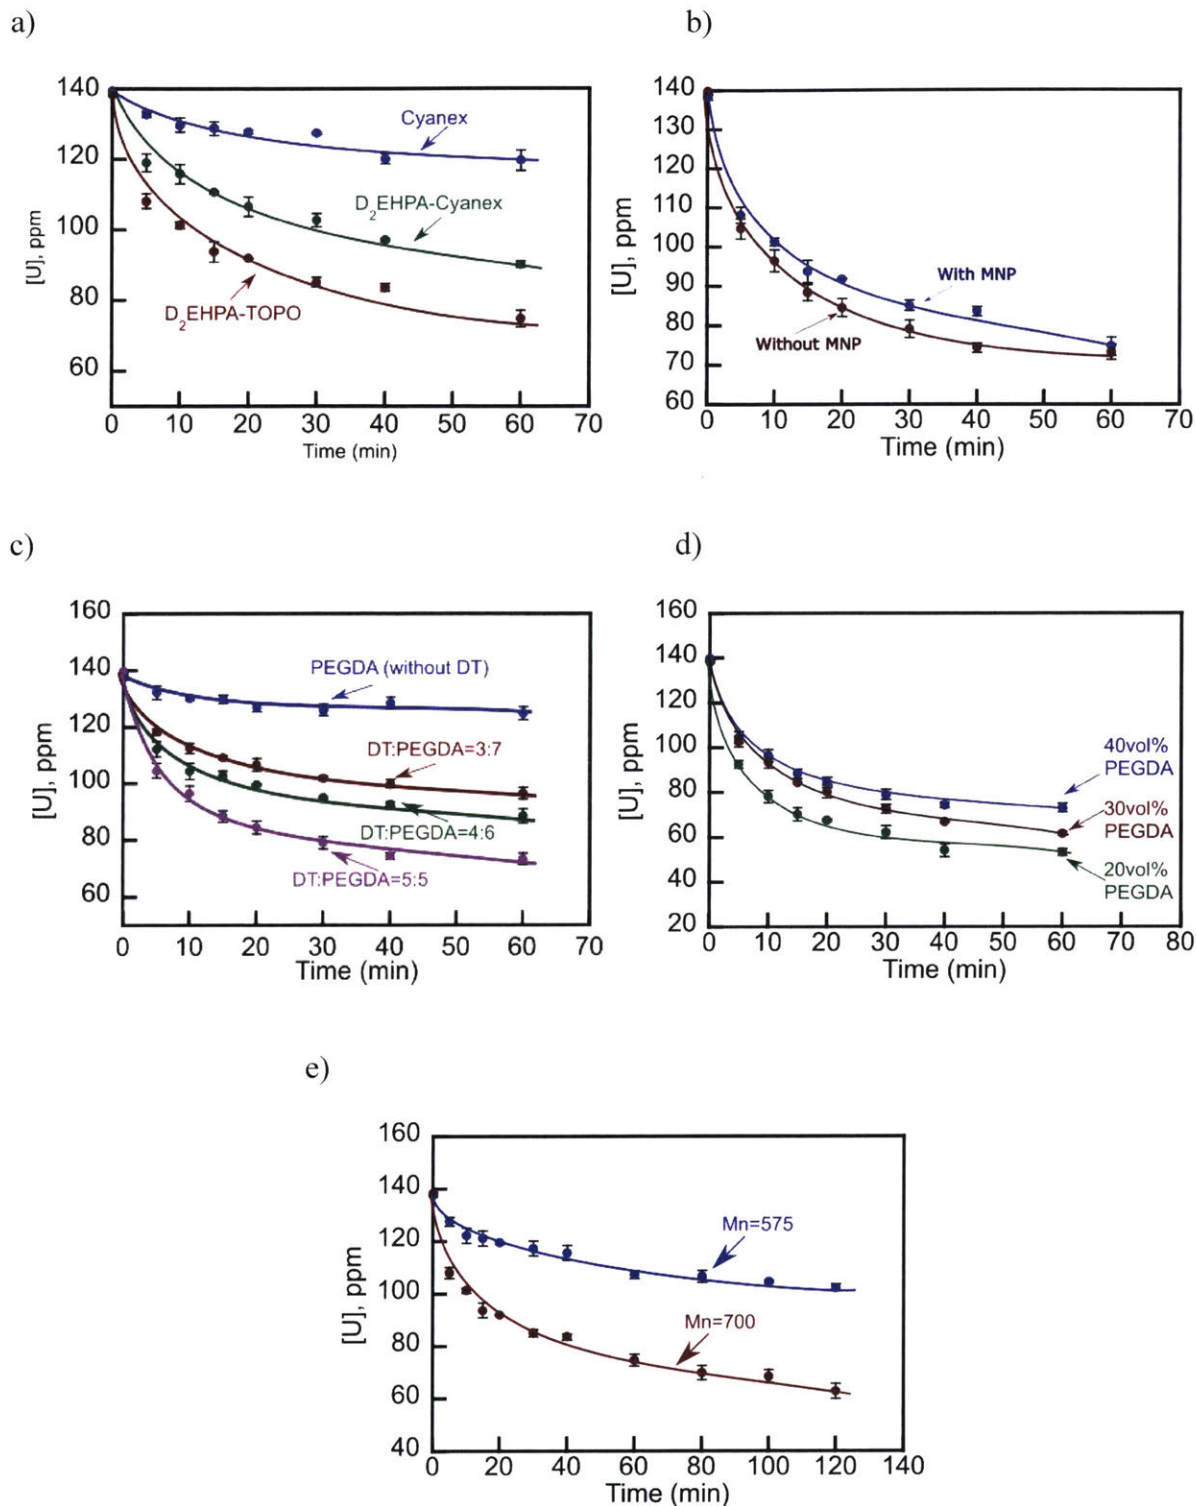 a)
140
120
100
80
60
[U], ppm
Cyanex
D₂EHPA-Cyanex
D₂EHPA-TOPO
0 10 20 30 40 50 60 70
Time (min)
b)
140
130
120
110
100
90
80
70
60
[U], ppm
With MNP
Without MNP
0 10 20 30 40 50 60 70
Time (min)
c)
160
140
120
100
80
60
[U], ppm
PEGDA (without DT)
DT:PEGDA=3:7
DT:PEGDA=4:6
DT:PEGDA=5:5
0 10 20 30 40 50 60 70
Time (min)
d)
160
140
120
100
80
60
40
20
[U], ppm
40vol%
PEGDA
30vol%
PEGDA
20vol%
PEGDA
0 10 20 30 40 50 60 70 80
Time (min)
e)
160
140
120
100
80
60
40
[U], ppm
Mn=575
Mn=700
0 20 40 60 80 100 120 140
Time (min)